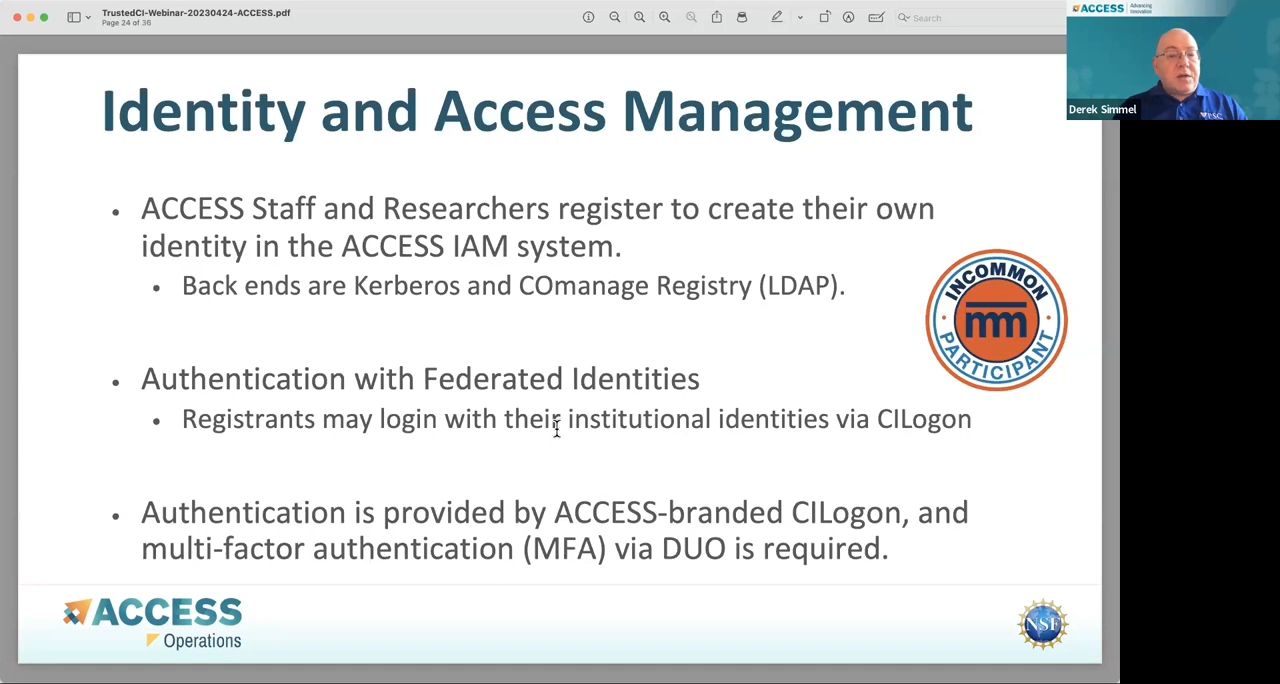 TrustedCI-Webinar-20230424-ACCESS.pdf
Page 24 of 36
Search
ACCESS
Advancing
Innovation
Derek Simmel
PSC
Identity and Access Management
ACCESS Staff and Researchers register to create their own
identity in the ACCESS IAM system.
Back ends are Kerberos and COmanage Registry (LDAP).
INCOMMON
PARTICIPANT
Authentication with Federated Identities
Registrants may login with their institutional identities via CILogon
Authentication is provided by ACCESS-branded CILogon, and
multi-factor authentication (MFA) via DUO is required.
ACCESS
Operations
NSF